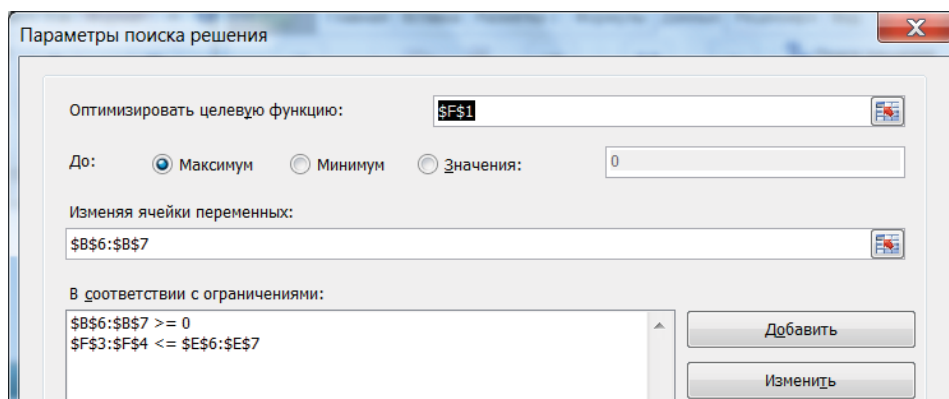 Параметры поиска решения
Оптимизировать целевую функцию: $F$1
До: Максимум Минимум Значения: 0
Изменяя ячейки переменных:
$B$6:$B$7
В соответствии с ограничениями:
$B$6:$B$7 >= 0
$F$3:$F$4 <= $E$6:$E$7
Добавить
Изменить